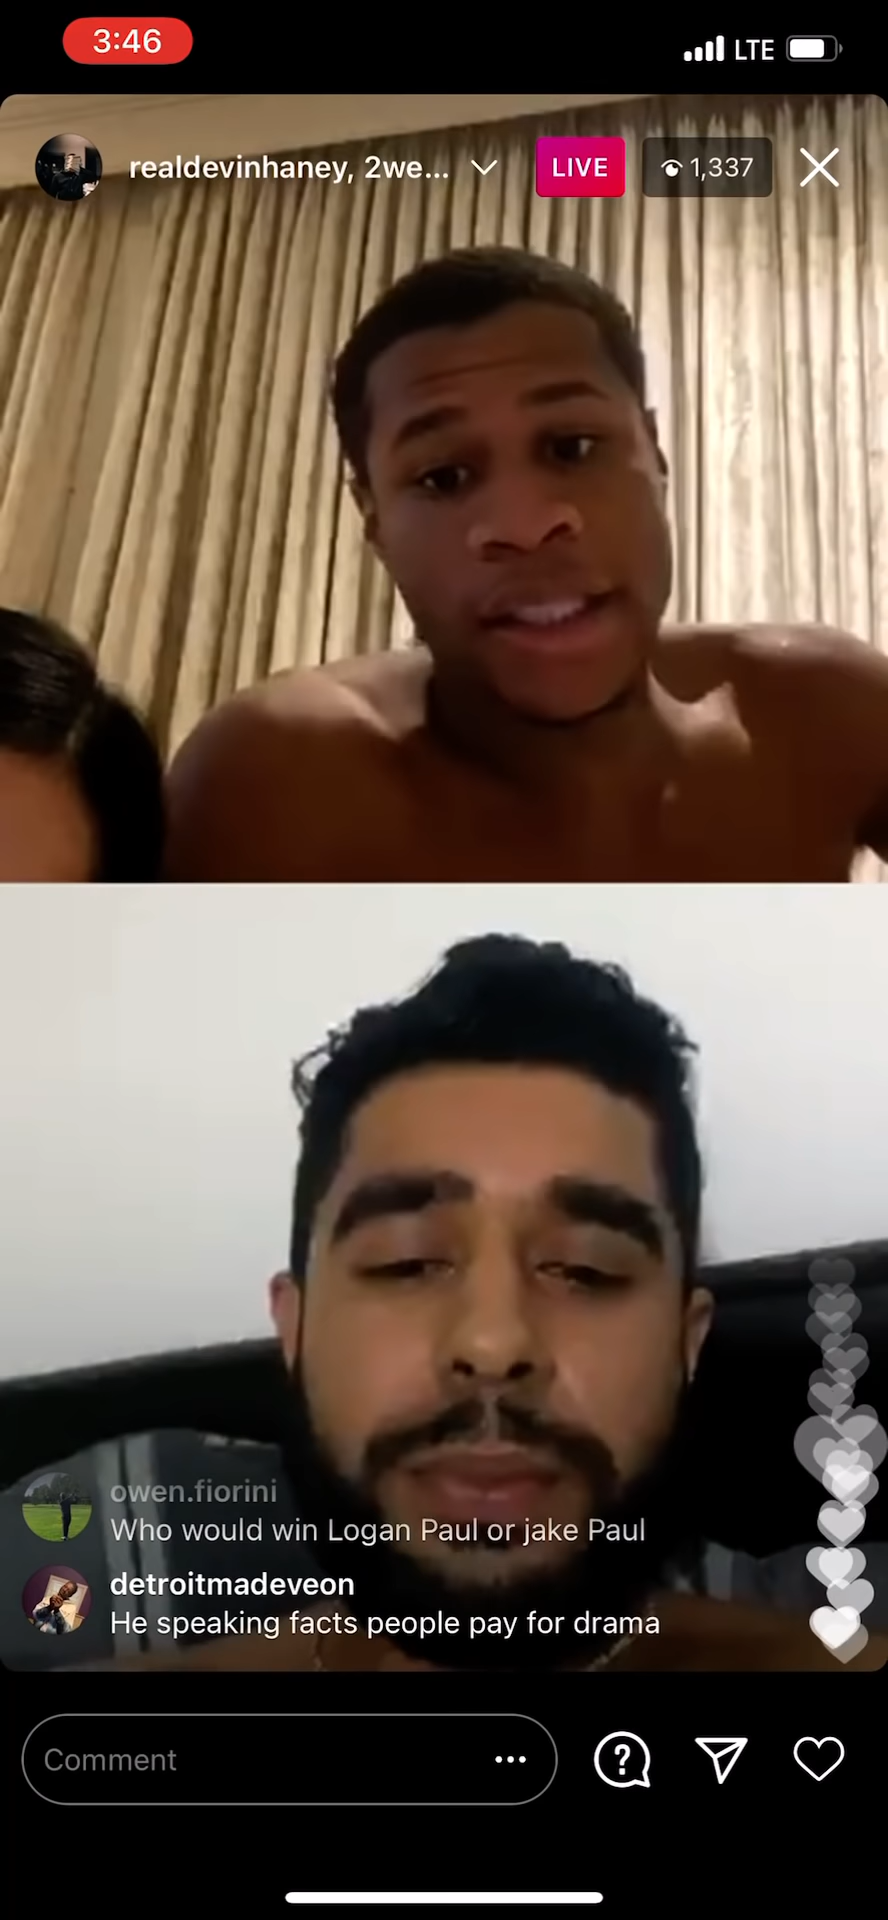 3:46
LTE
realdevinhaney, 2we...
LIVE
1,337
owen.fiorini
Who would win Logan Paul or jake Paul
detroitmadeveon
He speaking facts people pay for drama
Comment